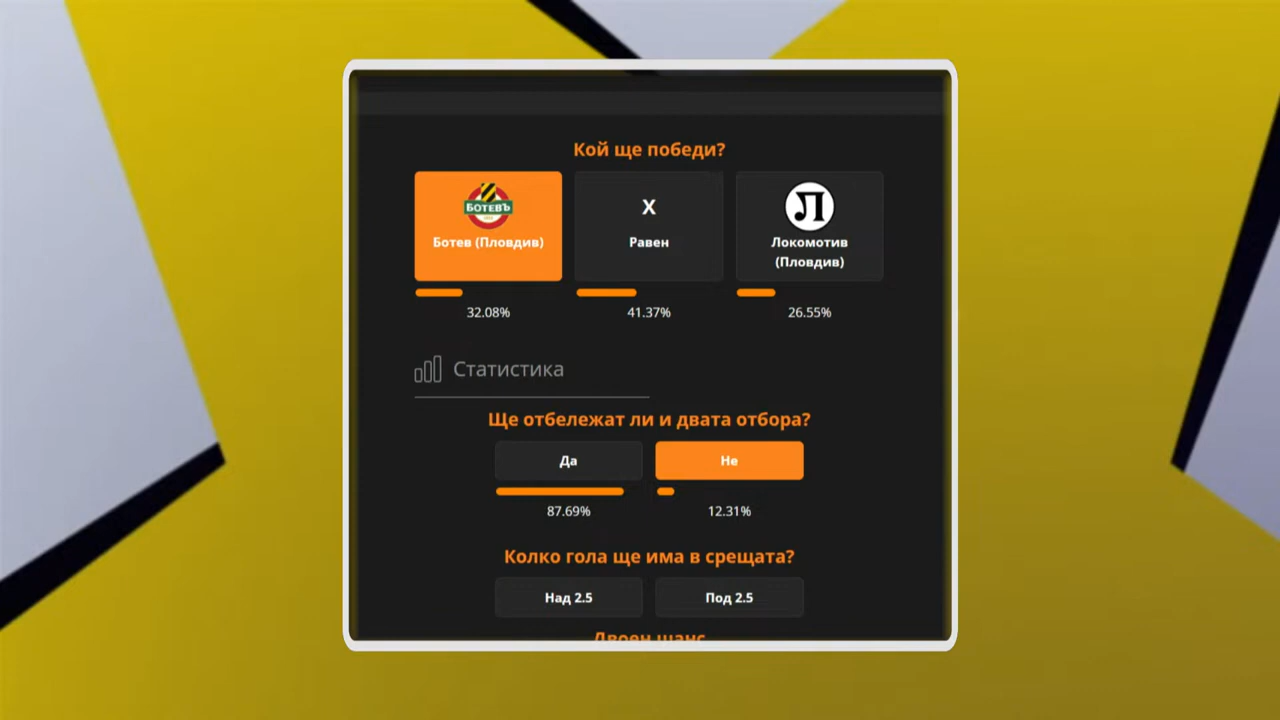 Кой ще победи?
БОТЕВЪ
X
Л
Ботев (Пловдив)
Равен
Локомотив
(Пловдив)
32.08%
41.37%
26.55%
Статистика
Ще отбележат ли и двата отбора?
Да
Не
87.69%
12.31%
Колко гола ще има в срещата?
Над 2.5
Под 2.5
Двоен шанс